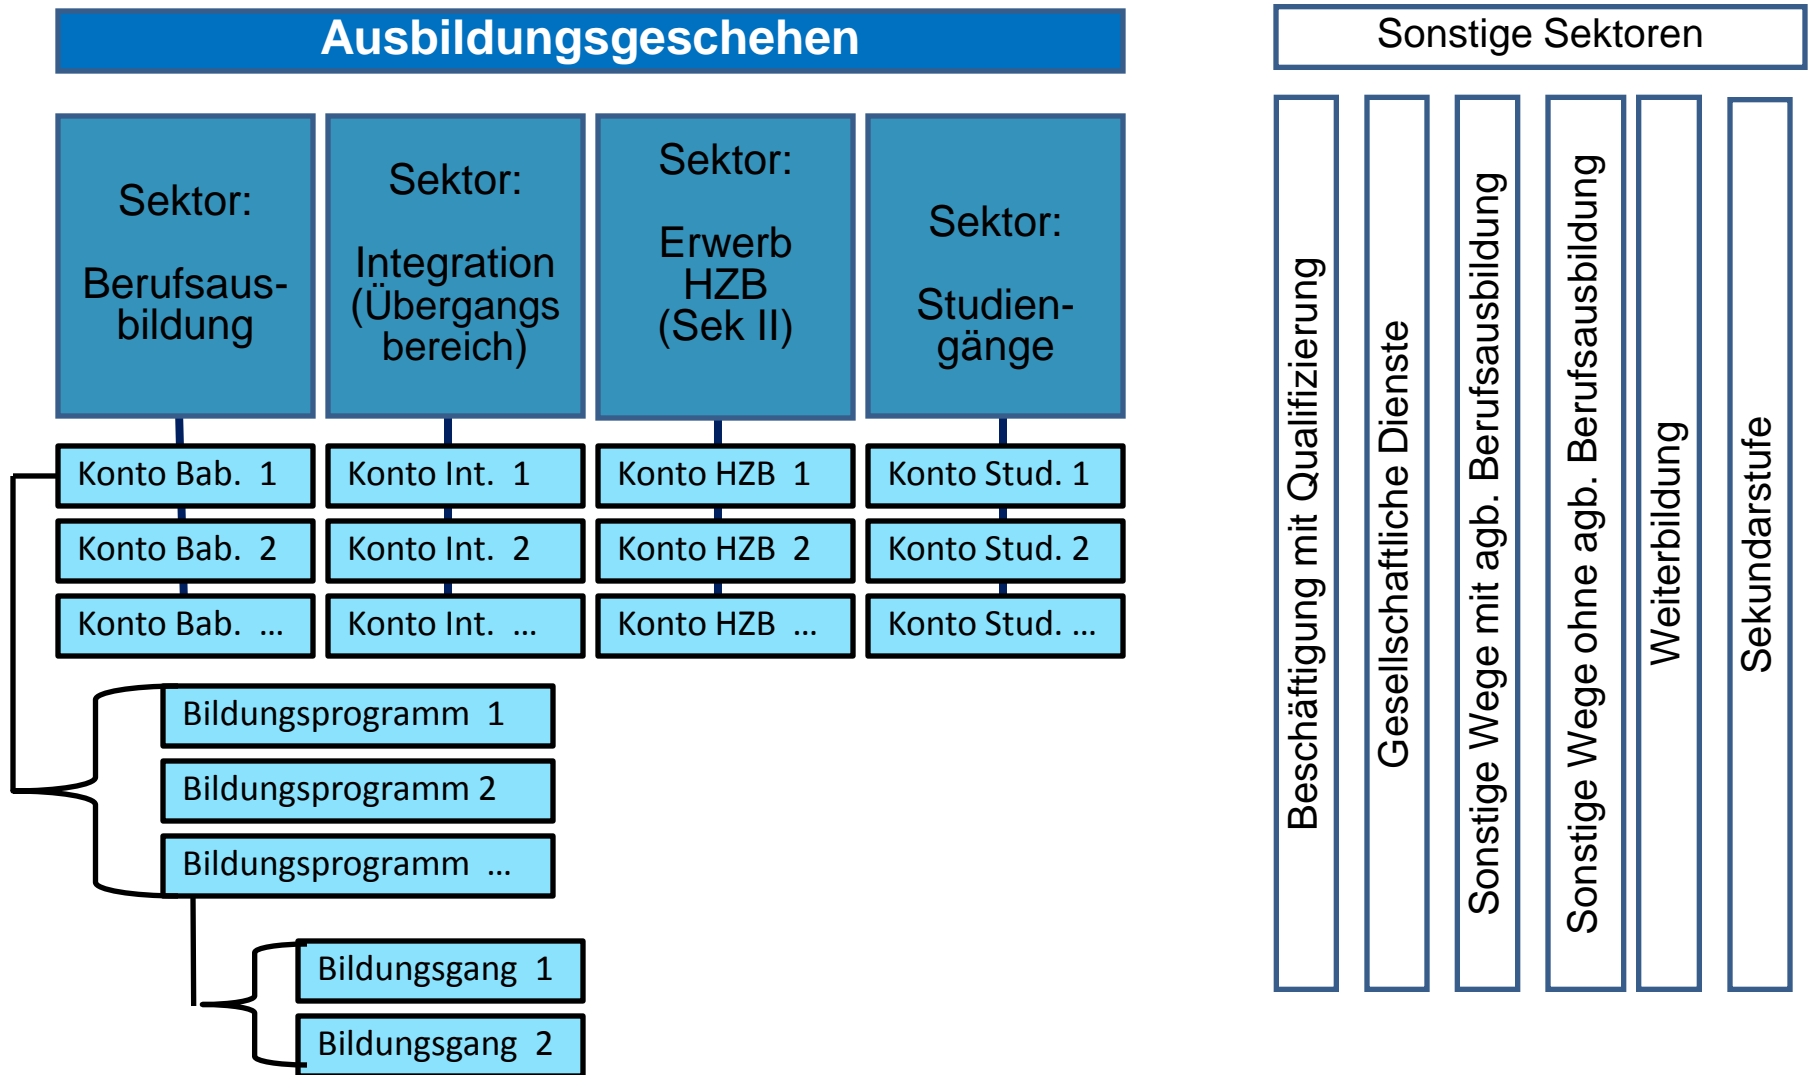 Ausbildungsgeschehen
Sektor:
Berufsaus-
bildung
Sektor:
Integration
(Übergangs
bereich)
Sektor:
Erwerb
HZB
(Sek II)
Sektor:
Studien-
gänge
Konto Bab.  1
Konto Int.  1
Konto HZB  1
Konto Stud. 1
Konto Bab.  2
Konto Int.  2
Konto HZB  2
Konto Stud. 2
Konto Bab.  ...
Konto Int.  ...
Konto HZB  ...
Konto Stud. ...
Bildungsprogramm  1
Bildungsprogramm 2
Bildungsprogramm  ...
Bildungsgang  1
Bildungsgang  2
Sonstige Sektoren
Beschäftigung mit Qualifizierung
Gesellschaftliche Dienste
Sonstige Wege mit agb. Berufsausbildung
Sonstige Wege ohne agb. Berufsausbildung
Weiterbildung
Sekundarstufe